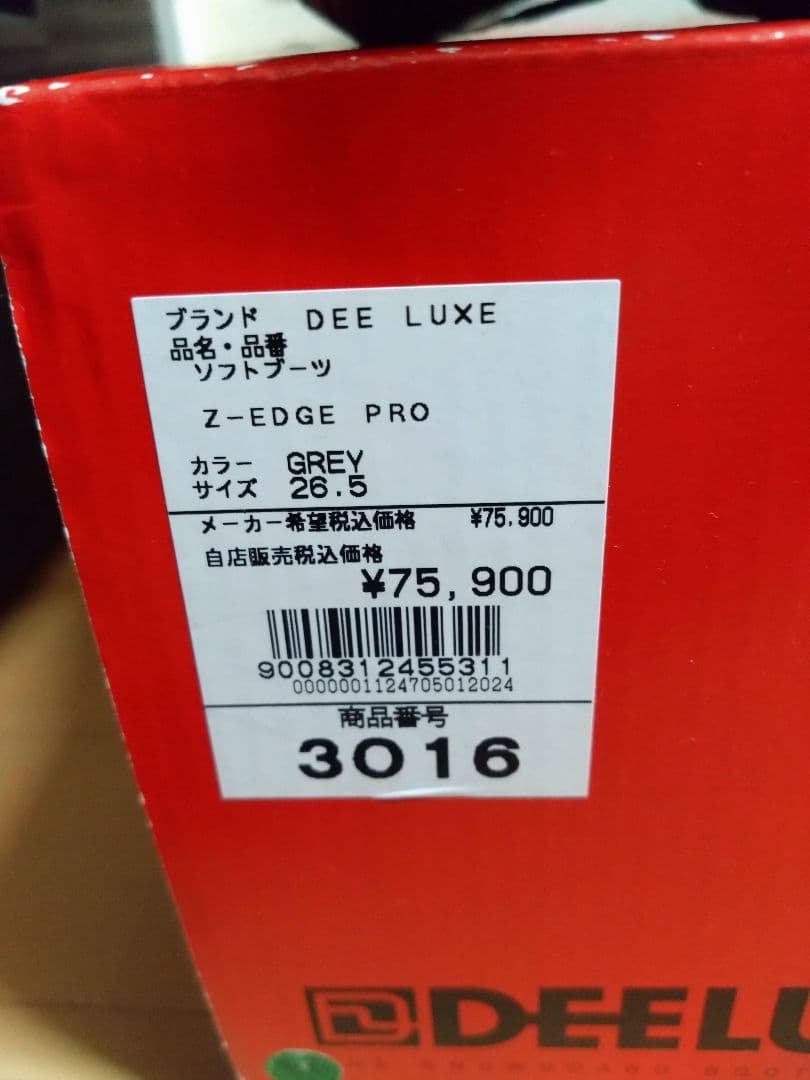 ブランド DEE LUXE
品名・品番
ソフトブーツ
Z-EDGE PRO
カラー GREY
サイズ 26.5
メーカー希望税込価格 ¥75,900
自店販売税込価格
¥75,900
9008312455311
0000001124705012024
商品番号
3016
DEELU